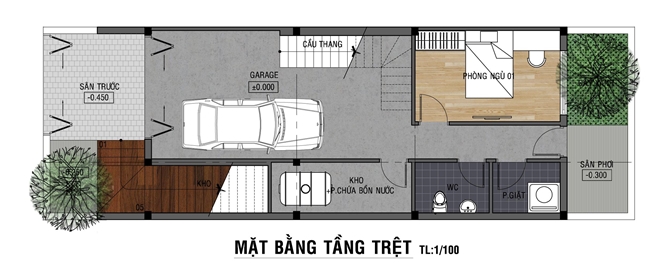 CẦU THANG
GARAGE
±0.000
SÂN TRƯỚC
-0.450
PHÒNG NGỦ 01
01
-0.250
05
KHO
KHO
P.CHỨA BỒN NƯỚC
WC
P.GIẶT
SÂN PHƠI
-0.300
MẶT BẰNG TẦNG TRỆT TL:1/100